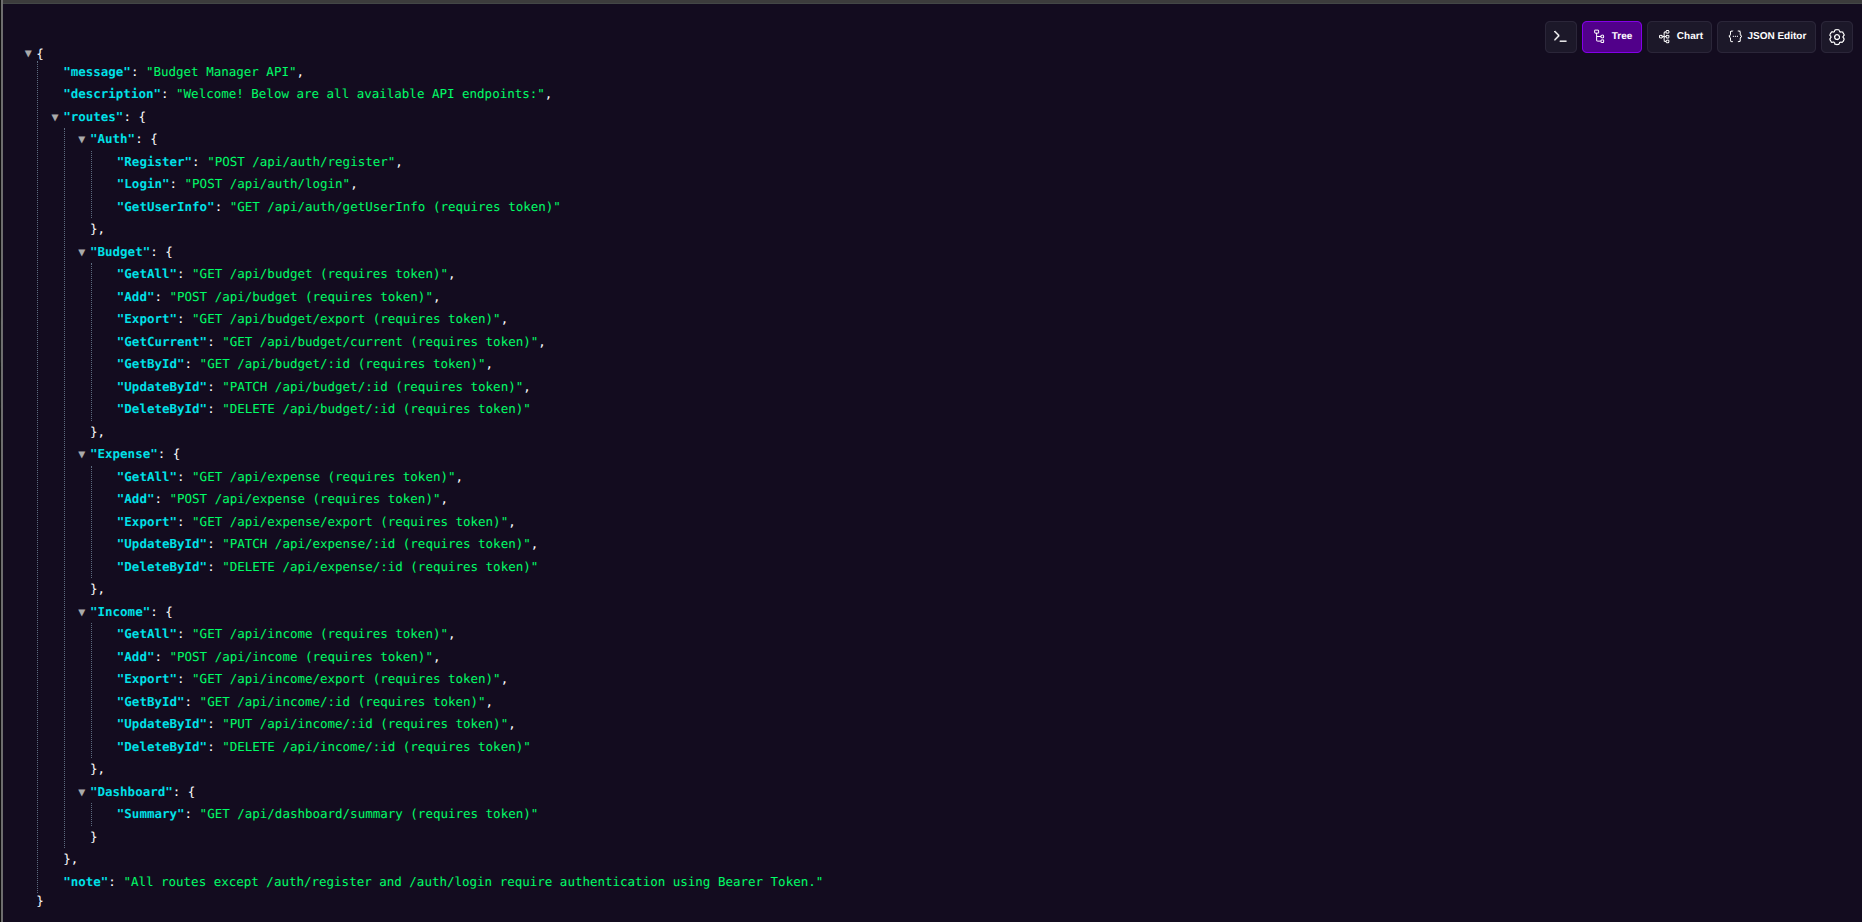 Tree
Chart
JSON Editor
{
"message": "Budget Manager API",
"description": "Welcome! Below are all available API endpoints:",
"routes": {
"Auth": {
"Register": "POST /api/auth/register",
"Login": "POST /api/auth/login",
"GetUserInfo": "GET /api/auth/getUserInfo (requires token)"
},
"Budget": {
"GetAll": "GET /api/budget (requires token)",
"Add": "POST /api/budget (requires token)",
"Export": "GET /api/budget/export (requires token)",
"GetCurrent": "GET /api/budget/current (requires token)",
"GetById": "GET /api/budget/:id (requires token)",
"UpdateById": "PATCH /api/budget/:id (requires token)",
"DeleteById": "DELETE /api/budget/:id (requires token)"
},
"Expense": {
"GetAll": "GET /api/expense (requires token)",
"Add": "POST /api/expense (requires token)",
"Export": "GET /api/expense/export (requires token)",
"UpdateById": "PATCH /api/expense/:id (requires token)",
"DeleteById": "DELETE /api/expense/:id (requires token)"
},
"Income": {
"GetAll": "GET /api/income (requires token)",
"Add": "POST /api/income (requires token)",
"Export": "GET /api/income/export (requires token)",
"GetById": "GET /api/income/:id (requires token)",
"UpdateById": "PUT /api/income/:id (requires token)",
"DeleteById": "DELETE /api/income/:id (requires token)"
},
"Dashboard": {
"Summary": "GET /api/dashboard/summary (requires token)"
}
},
"note": "All routes except /auth/register and /auth/login require authentication using Bearer Token."
}